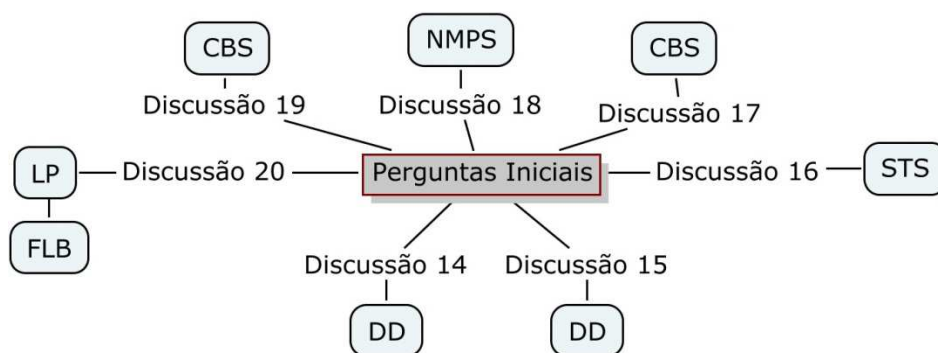 CBS
NMPS
CBS
Discussão 19
Discussão 18
Discussão 17
LP
Discussão 20
Perguntas Iniciais
Discussão 16
STS
FLB
Discussão 14
Discussão 15
DD
DD